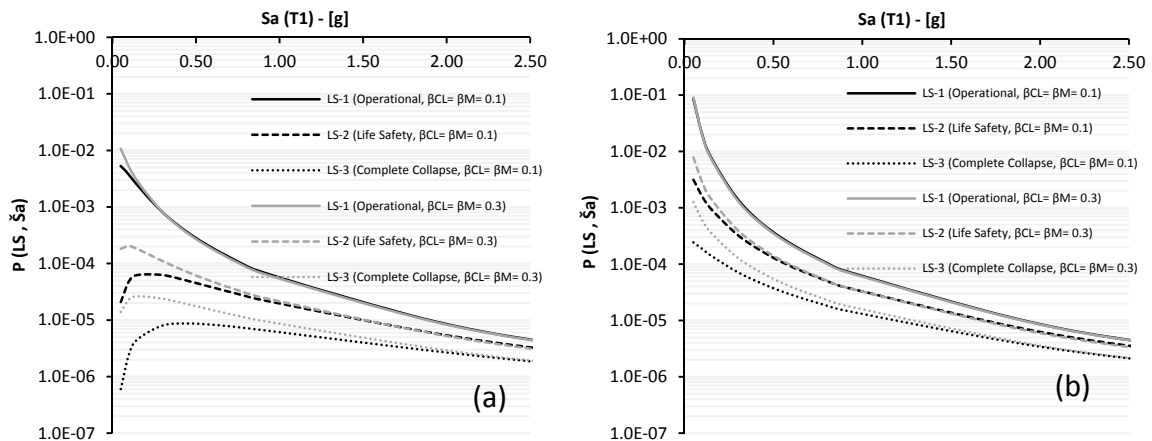 Sa (T1) - [g]
1.0E+00
0.00 0.50 1.00 1.50 2.00 2.50
1.0E-01
1.0E-02
1.0E-03
1.0E-04
1.0E-05
1.0E-06
1.0E-07
P (LS , Ša)
LS-1 (Operational, βCL= βM= 0.1)
LS-2 (Life Safety, βCL= βM= 0.1)
LS-3 (Complete Collapse, βCL= βM= 0.1)
LS-1 (Operational, βCL= βM= 0.3)
LS-2 (Life Safety, βCL= βM= 0.3)
LS-3 (Complete Collapse, βCL= βM= 0.3)
(a)
Sa (T1) - [g]
1.0E+00
0.00 0.50 1.00 1.50 2.00 2.50
1.0E-01
1.0E-02
1.0E-03
1.0E-04
1.0E-05
1.0E-06
1.0E-07
P (LS , Ša)
LS-1 (Operational, βCL= βM= 0.1)
LS-2 (Life Safety, βCL= βM= 0.1)
LS-3 (Complete Collapse, βCL= βM= 0.1)
LS-1 (Operational, βCL= βM= 0.3)
LS-2 (Life Safety, βCL= βM= 0.3)
LS-3 (Complete Collapse, βCL= βM= 0.3)
(b)